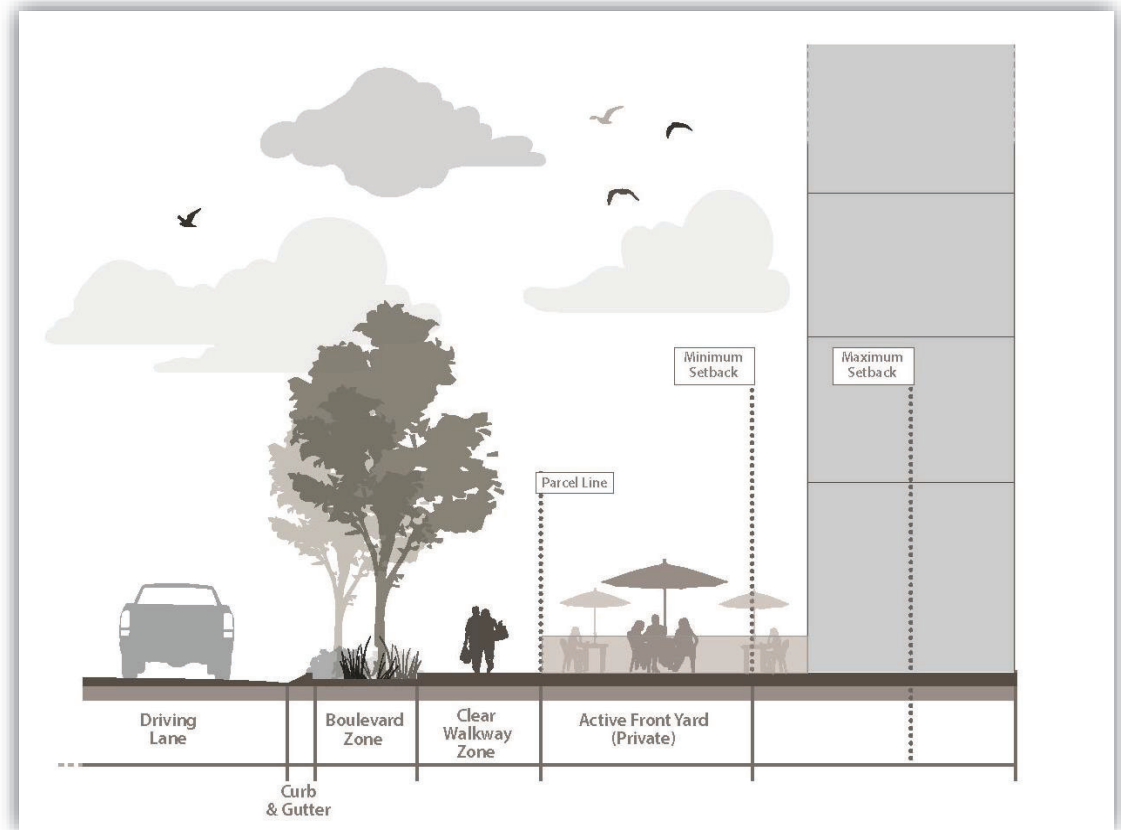 Minimum
Setback
Maximum
Setback
Parcel Line
Driving
Lane
Boulevard
Zone
Clear
Walkway
Zone
Active Front Yard
(Private)
Curb
& Gutter